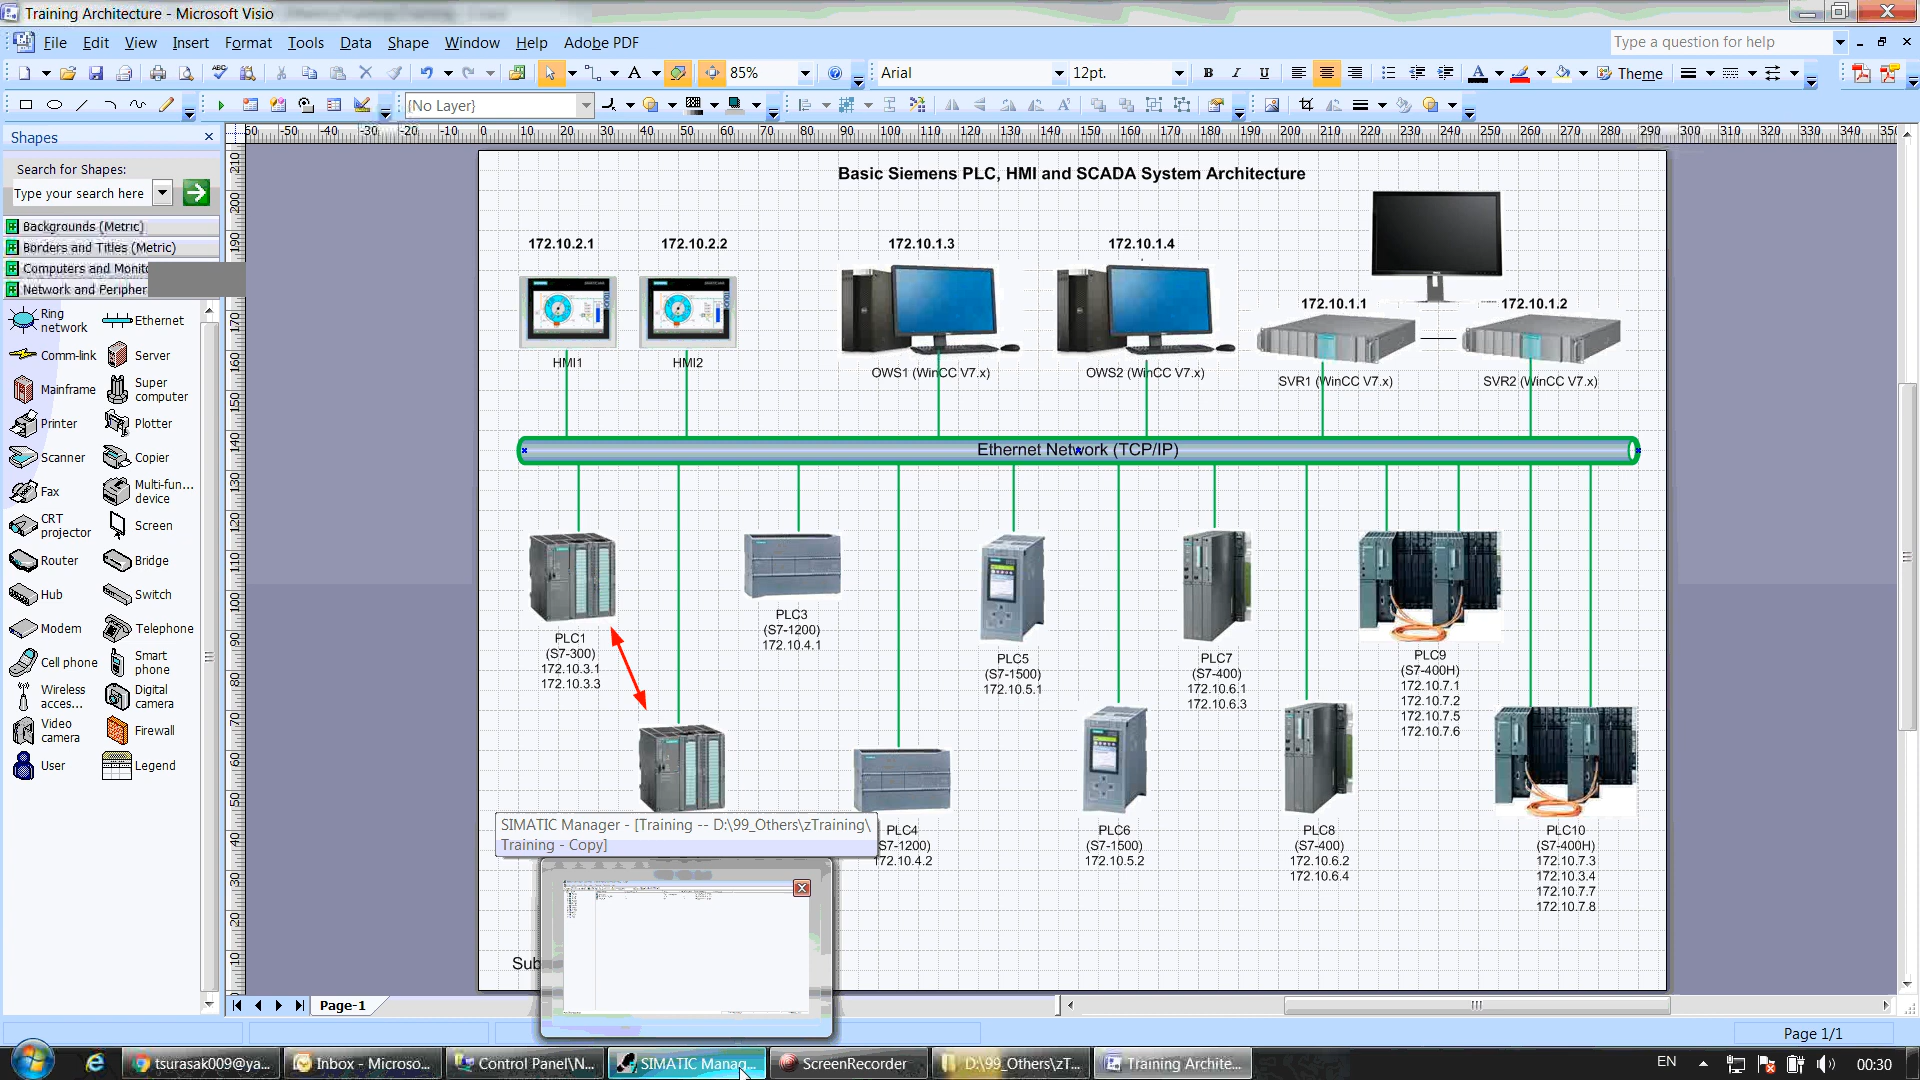 Training Architecture - Microsoft Visio
File Edit View Insert Format Tools Data Shape Window Help Adobe PDF
Type a question for help
85%
Arial
12pt.
B I U
Theme
{No Layer}
Shapes
Search for Shapes:
Type your search here
Backgrounds (Metric)
Borders and Titles (Metric)
Computers and Monito
Network and Peripher
Ring network
Ethernet
Comm-link
Server
Mainframe
Super computer
Printer
Plotter
Scanner
Copier
Fax
Multi-fun... device
CRT projector
Screen
Router
Bridge
Hub
Switch
Modem
Telephone
Cell phone
Smart phone
Wireless acces...
Digital camera
Video camera
Firewall
User
Legend
Basic Siemens PLC, HMI and SCADA System Architecture
172.10.2.1
172.10.2.2
172.10.1.3
172.10.1.4
172.10.1.1
172.10.1.2
HMI1
HMI2
OWS1 (WinCC V7.x)
OWS2 (WinCC V7.x)
SVR1 (WinCC V7.x)
SVR2 (WinCC V7.x)
Ethernet Network (TCP/IP)
PLC1
(S7-300)
172.10.3.1
172.10.3.3
PLC3
(S7-1200)
172.10.4.1
PLC5
(S7-1500)
172.10.5.1
PLC7
(S7-400)
172.10.6.1
172.10.6.3
PLC9
(S7-400H)
172.10.7.1
172.10.7.2
172.10.7.5
172.10.7.6
PLC4
(S7-1200)
172.10.4.2
PLC6
(S7-1500)
172.10.5.2
PLC8
(S7-400)
172.10.6.2
172.10.6.4
PLC10
(S7-400H)
172.10.7.3
172.10.3.4
172.10.7.7
172.10.7.8
SIMATIC Manager - [Training -- D:\99_Others\zTraining\
Training - Copy]
Sub
Page-1
Page 1/1
tsurasak009@ya...
Inbox - Microso...
Control Panel\N...
SIMATIC Manag...
ScreenRecorder
D:\99_Others\zT...
Training Archite...
EN
00:30